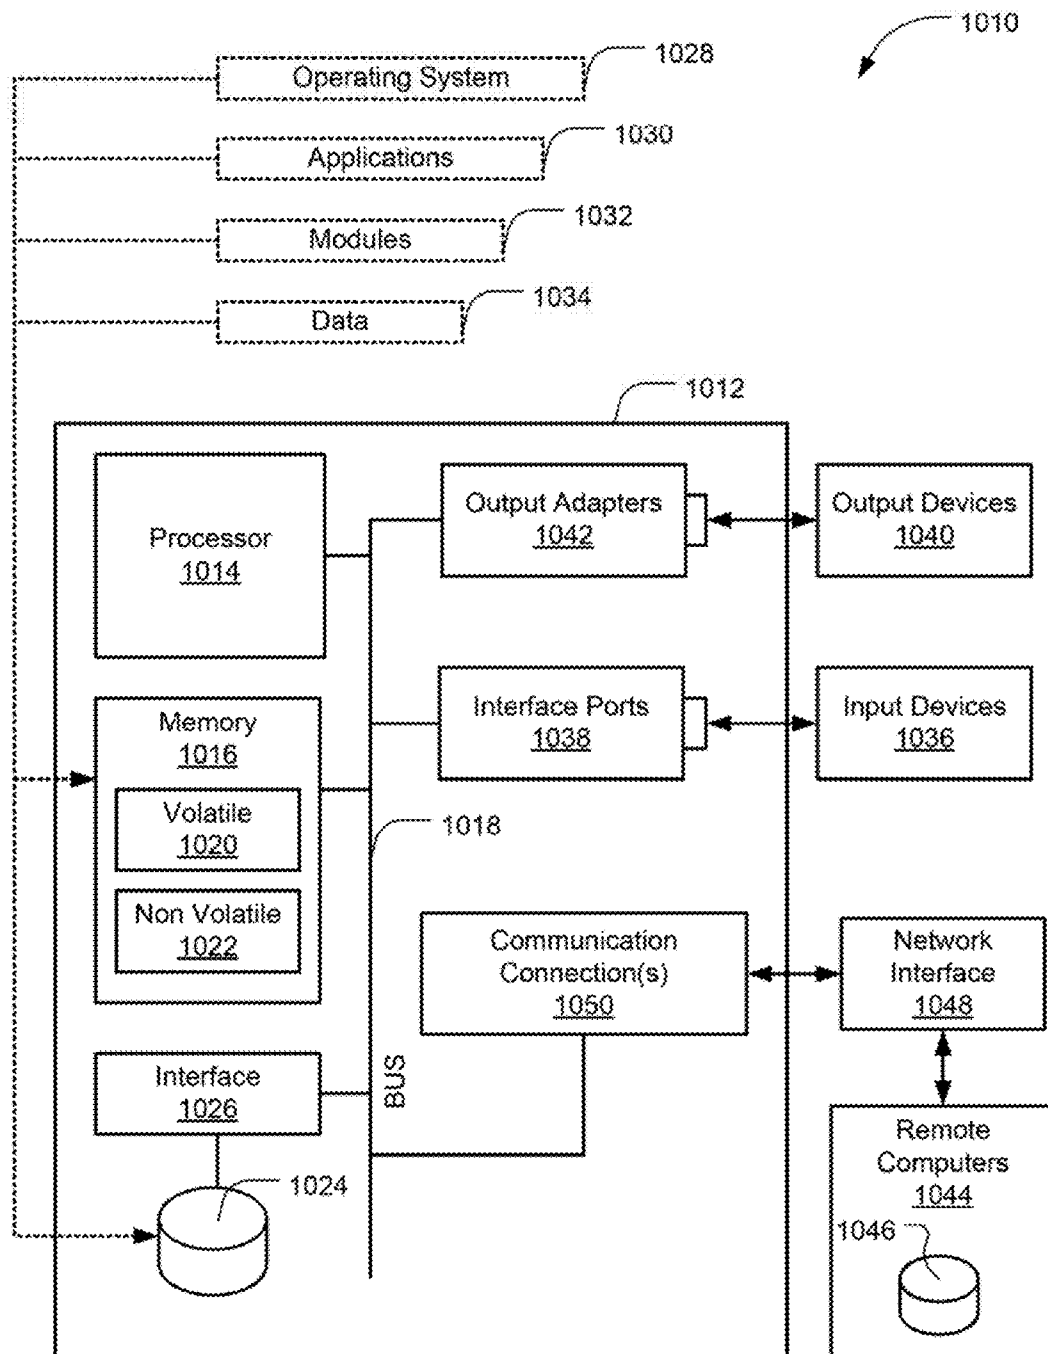 1010
1028
Operating System
1030
Applications
1032
Modules
1034
Data
1012
Processor
1014
Output Adapters
1042
Output Devices
1040
Memory
1016
Interface Ports
1038
Input Devices
1036
Volatile
1020
1018
Non Volatile
1022
Communication
Connection(s)
1050
Network
Interface
1048
BUS
Interface
1026
Remote
Computers
1044
1024
1046